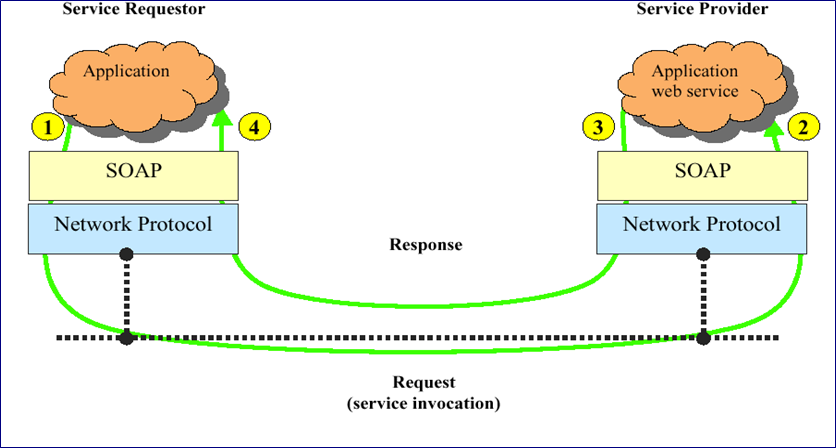 Service Requestor
Service Provider
Application
Application
web service
1
4
3
2
SOAP
SOAP
Network Protocol
Network Protocol
Response
Request
(service invocation)